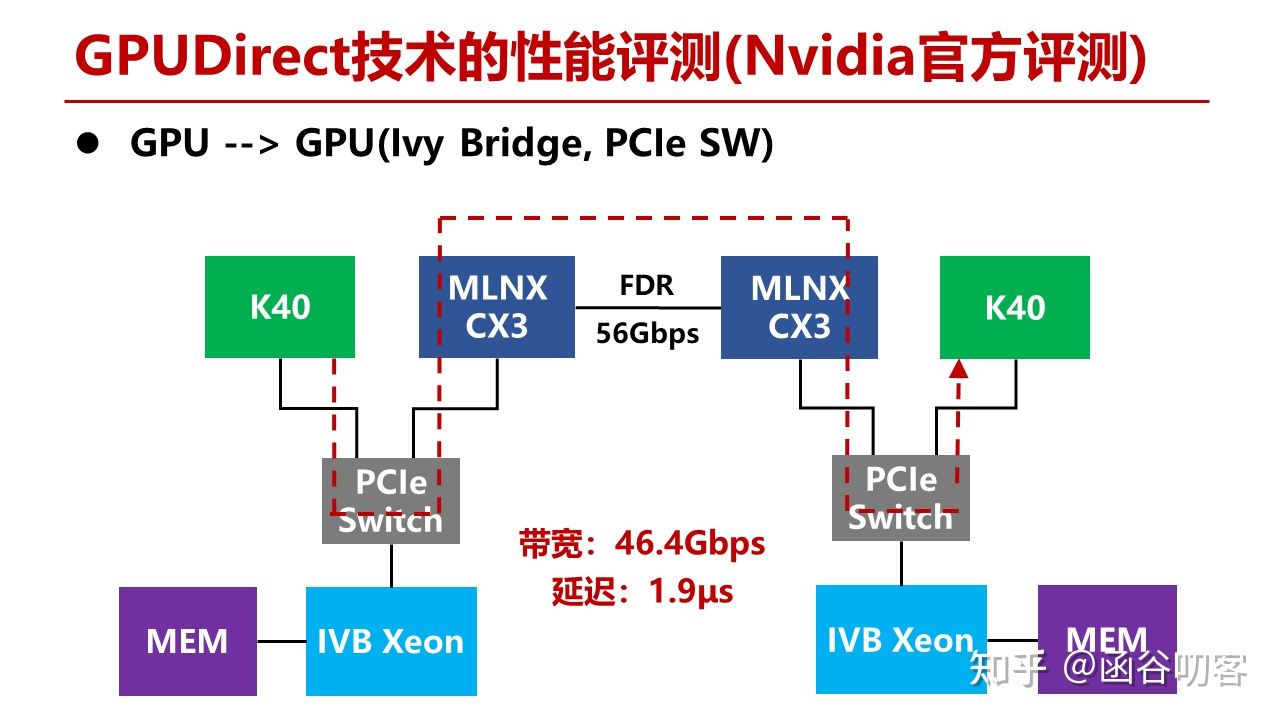 GPUDirect技术的性能评测(Nvidia官方评测)
● GPU --> GPU(Ivy Bridge, PCIe SW)
K40
MLNX
CX3
FDR
56Gbps
MLNX
CX3
K40
PCIe
Switch
PCIe
Switch
带宽：46.4Gbps
延迟：1.9μs
MEM
IVB Xeon
IVB Xeon
MEM
知乎 @函谷叨客